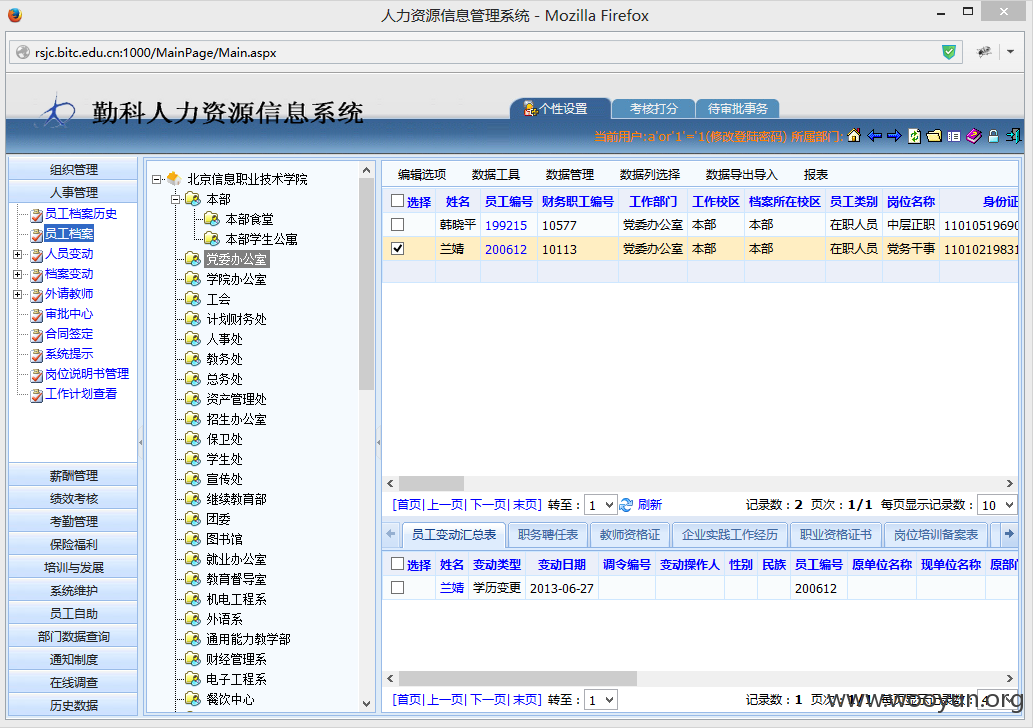 人力资源信息管理系统 - Mozilla Firefox
rsjc.bitc.edu.cn:1000/MainPage/Main.aspx
勤科人力资源信息系统
个性设置 考核打分 待审批事务
当前用户:a'or'1'='1(修改登陆密码) 所属部门:
组织管理
人事管理
员工档案历史
员工档案
人员变动
档案变动
外请教师
审批中心
合同签定
系统提示
岗位说明书管理
工作计划查看
薪酬管理
绩效考核
考勤管理
保险福利
培训与发展
系统维护
员工自助
部门数据查询
通知制度
在线调查
历史数据
北京信息职业技术学院
本部
本部食堂
本部学生公寓
党委办公室
学院办公室
工会
计划财务处
人事处
教务处
总务处
资产管理处
招生办公室
保卫处
学生处
宣传处
继续教育部
团委
图书馆
就业办公室
教育督导室
机电工程系
外语系
通用能力教学部
财经管理系
电子工程系
餐饮中心
编辑选项 数据工具 数据管理 数据列选择 数据导出导入 报表
选择 姓名 员工编号 财务职工编号 工作部门 工作校区 档案所在校区 员工类别 岗位名称 身份证
韩晓平 199215 10577 党委办公室 本部 本部 在职人员 中层正职 11010519690
兰婧 200612 10113 党委办公室 本部 本部 在职人员 党务干事 11010219831
[首页|上一页|下一页|末页] 转至： 1 刷新 记录数：2 页次：1/1 每页显示记录数： 10
员工变动汇总表 职务聘任表 教师资格证 企业实践工作经历 职业资格证书 岗位培训备案表
选择 姓名 变动类型 变动日期 调令编号 变动操作人 性别 民族 员工编号 原单位名称 现单位名称 原部门
兰婧 学历变更 2013-06-27 200612
[首页|上一页|下一页|末页] 转至： 1 记录数：1 页次：1/1 每页显示记录数： 4
www.wooyun.org